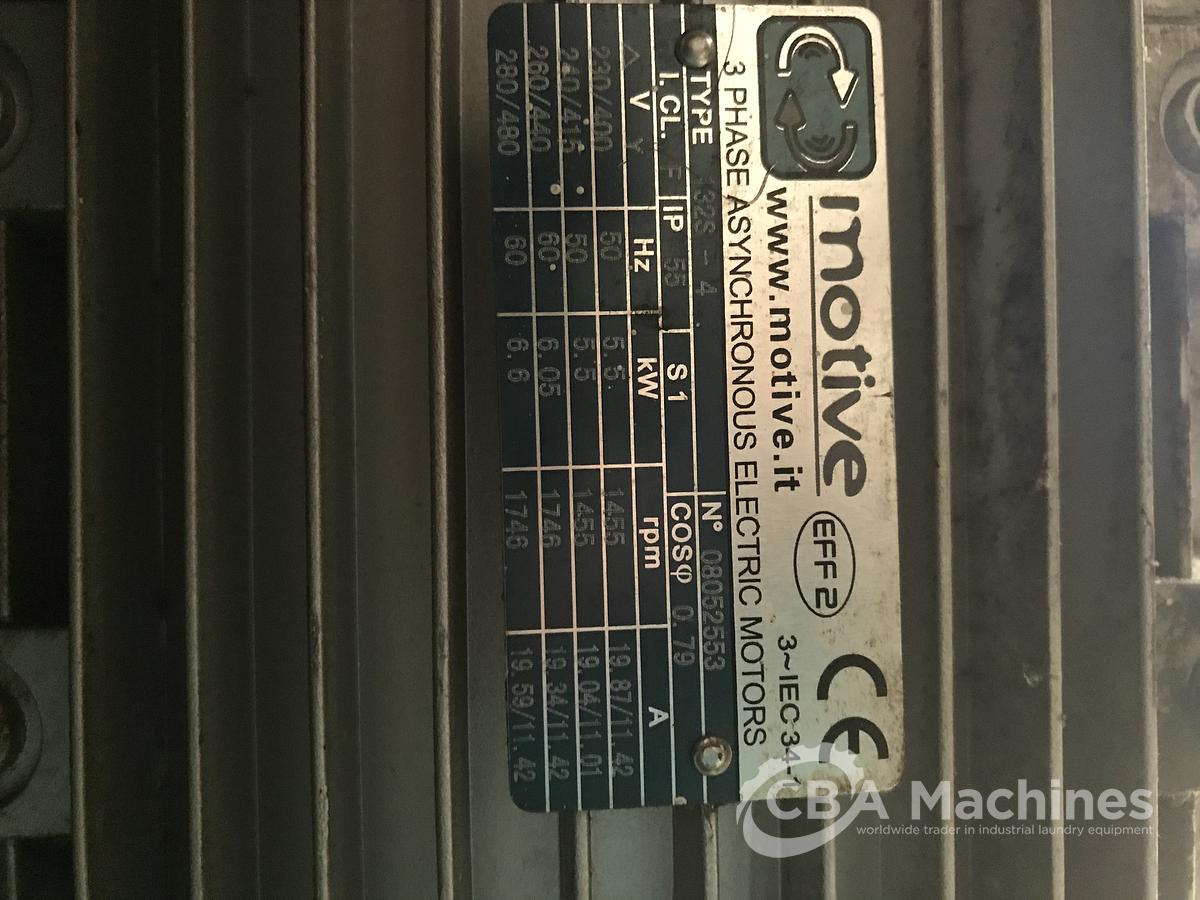 motive EFF2 CE
www.motive.it 3~IEC 34-1
3 PHASE ASYNCHRONOUS ELECTRIC MOTORS
TYPE 132S-4 N° 08052553
I.CL. F IP 55 S1 COSφ 0.79
△ V Y Hz kW rpm A
230/400 50 5.5 1455 19.87/11.42
240/415 50 5.5 1455 19.04/11.01
260/440 60 6.05 1746 19.34/11.42
280/480 60 6.6 1746 19.59/11.42
CBA Machines
worldwide trader in industrial laundry equipment